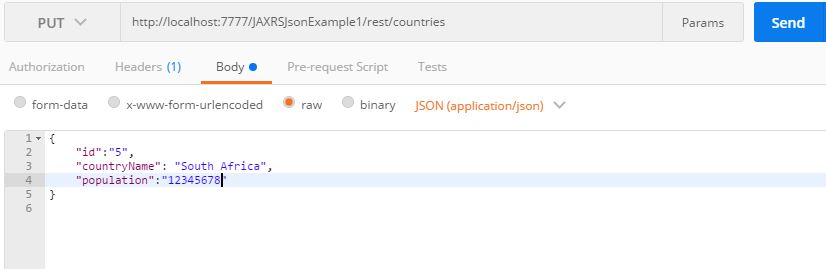 PUT http://localhost:7777/JAXRSJsonExample1/rest/countries Params Send
Authorization Headers (1) Body Pre-request Script Tests
form-data x-www-form-urlencoded raw binary JSON (application/json)
1 {
2 "id":"5",
3 "countryName": "South Africa",
4 "population":"12345678"
5 }
6